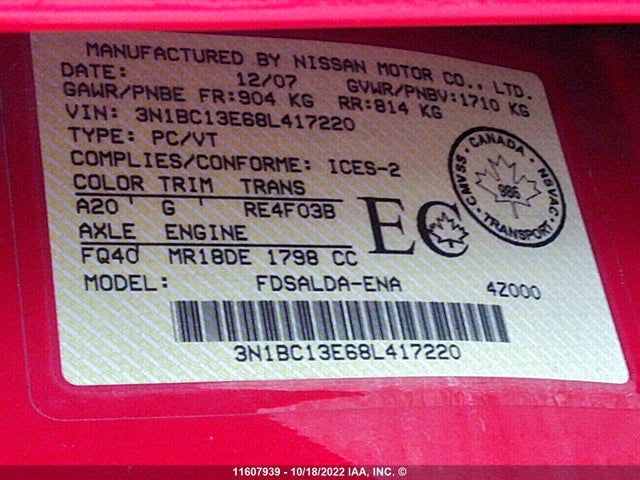 MANUFACTURED BY NISSAN MOTOR CO., LTD.
DATE: 12/07 GVWR/PNBV:1710 KG
GAWR/PNBE FR:904 KG RR:814 KG
VIN: 3N1BC13E68L417220
TYPE: PC/VT
COMPLIES/CONFORME: ICES-2
COLOR TRIM TRANS
A20 G RE4F03B
AXLE ENGINE
FQ40 MR18DE 1798 CC
MODEL: FDSALDA-ENA 4Z000
EC
CANADA
CMVSS NSVAC
986
TRANSPORT
3N1BC13E68L417220
11607939 - 10/18/2022 IAA, INC. ©